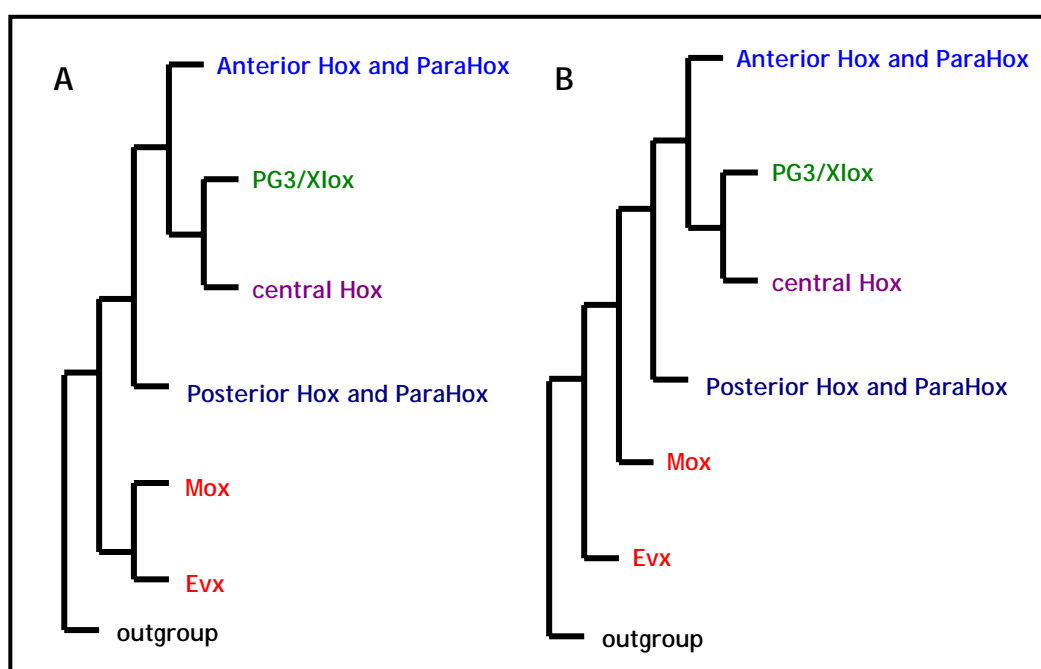 A
Anterior Hox and ParaHox
PG3/Xlox
central Hox
Posterior Hox and ParaHox
Mox
Evx
outgroup
B
Anterior Hox and ParaHox
PG3/Xlox
central Hox
Posterior Hox and ParaHox
Mox
Evx
outgroup